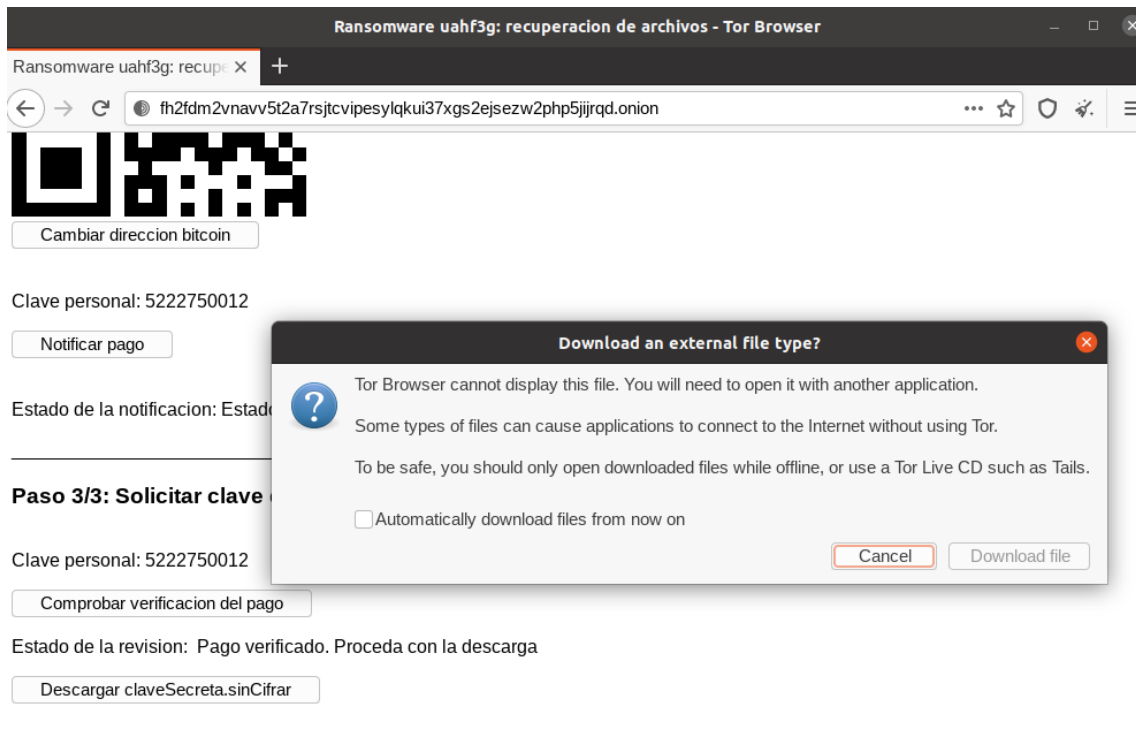 Ransomware uahf3g: recuperacion de archivos - Tor Browser
Ransomware uahf3g: recupe
fh2fdm2vnavv5t2a7rsjtcvipesylqkui37xgs2ejsezw2php5jijrqd.onion
Cambiar direccion bitcoin
Clave personal: 5222750012
Notificar pago
Estado de la notificacion: Estado
Download an external file type?
Tor Browser cannot display this file. You will need to open it with another application.
Some types of files can cause applications to connect to the Internet without using Tor.
To be safe, you should only open downloaded files while offline, or use a Tor Live CD such as Tails.
Automatically download files from now on
Cancel
Download file
Paso 3/3: Solicitar clave
Clave personal: 5222750012
Comprobar verificacion del pago
Estado de la revision: Pago verificado. Proceda con la descarga
Descargar claveSecreta.sinCifrar